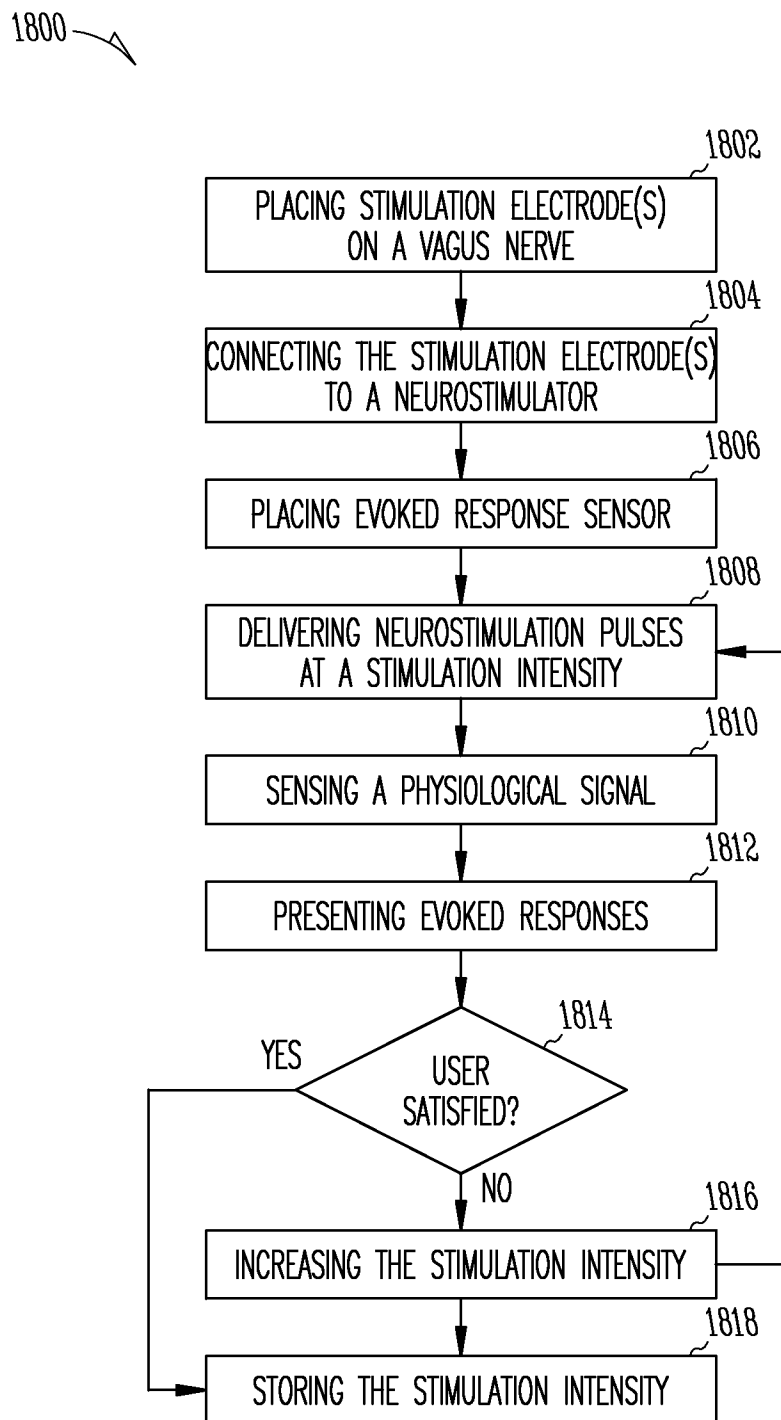 1800
1802
PLACING STIMULATION ELECTRODE(S)
ON A VAGUS NERVE
1804
CONNECTING THE STIMULATION ELECTRODE(S)
TO A NEUROSTIMULATOR
1806
PLACING EVOKED RESPONSE SENSOR
1808
DELIVERING NEUROSTIMULATION PULSES
AT A STIMULATION INTENSITY
1810
SENSING A PHYSIOLOGICAL SIGNAL
1812
PRESENTING EVOKED RESPONSES
1814
YES
USER
SATISFIED?
NO
1816
INCREASING THE STIMULATION INTENSITY
1818
STORING THE STIMULATION INTENSITY